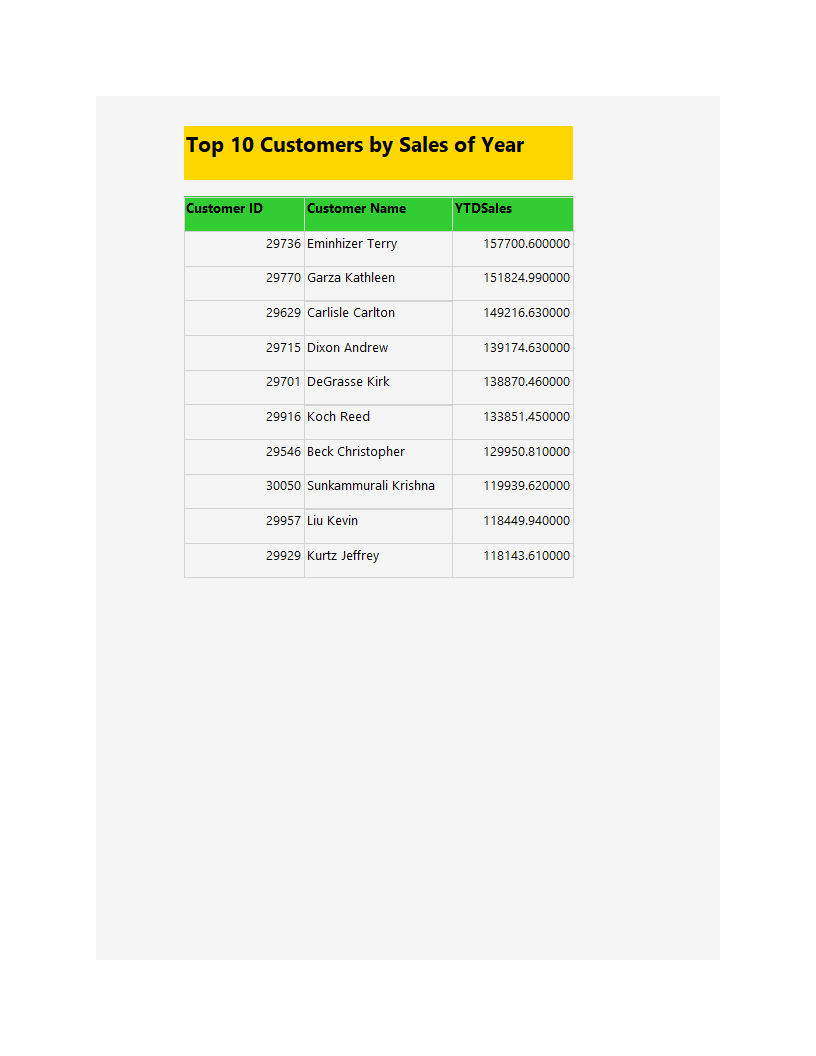 Top 10 Customers by Sales of Year
Customer ID Customer Name YTDSales
29736 Eminhizer Terry 157700.600000
29770 Garza Kathleen 151824.990000
29629 Carlisle Carlton 149216.630000
29715 Dixon Andrew 139174.630000
29701 DeGrasse Kirk 138870.460000
29916 Koch Reed 133851.450000
29546 Beck Christopher 129950.810000
30050 Sunkammurali Krishna 119939.620000
29957 Liu Kevin 118449.940000
29929 Kurtz Jeffrey 118143.610000